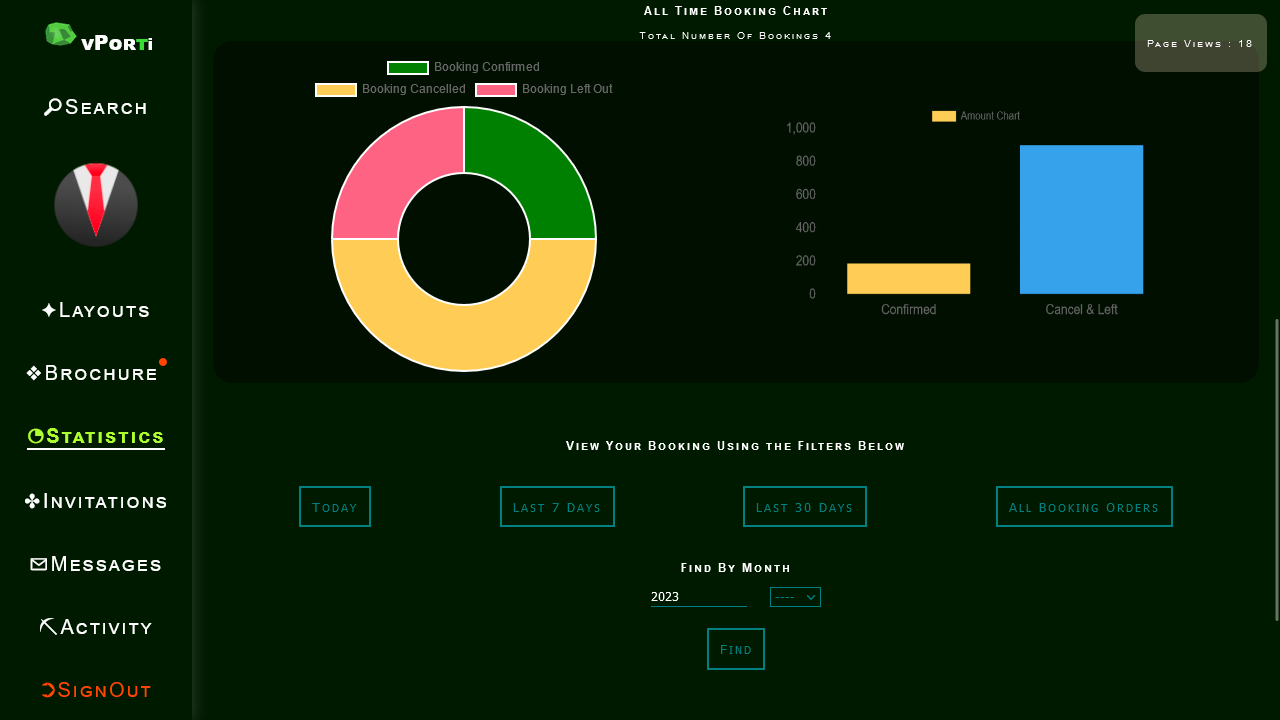 vPorTi
Search
Layouts
Brochure
Statistics
Invitations
Messages
Activity
SignOut
All Time Booking Chart
Total Number Of Bookings 4
Page Views : 18
Booking Confirmed
Booking Cancelled
Booking Left Out
Amount Chart
1,000
800
600
400
200
0
Confirmed
Cancel & Left
View Your Booking Using the Filters Below
Today
Last 7 Days
Last 30 Days
All Booking Orders
Find By Month
2023
----
Find